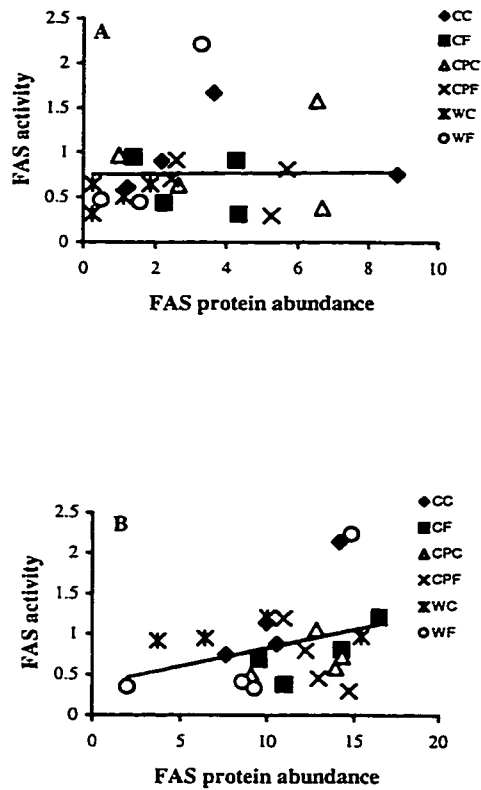 A
2.5
2
1.5
1
0.5
0
FAS activity
0 2 4 6 8 10
FAS protein abundance
CC
CF
CPC
CPF
WC
WF
B
2.5
2
1.5
1
0.5
0
FAS activity
0 5 10 15 20
FAS protein abundance
CC
CF
CPC
CPF
WC
WF